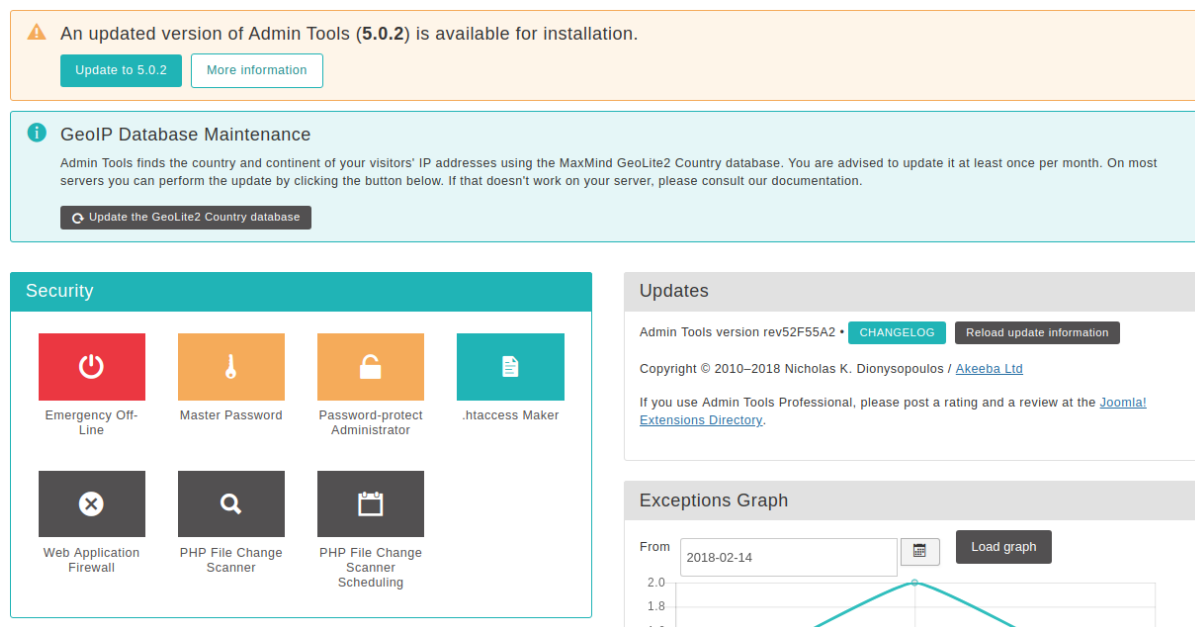 An updated version of Admin Tools (5.0.2) is available for installation.
Update to 5.0.2 More information
GeoIP Database Maintenance
Admin Tools finds the country and continent of your visitors' IP addresses using the MaxMind GeoLite2 Country database. You are advised to update it at least once per month. On most
servers you can perform the update by clicking the button below. If that doesn't work on your server, please consult our documentation.
Update the GeoLite2 Country database
Security
Emergency Off-
Line
Master Password
Password-protect
Administrator
.htaccess Maker
Web Application
Firewall
PHP File Change
Scanner
PHP File Change
Scanner
Scheduling
Updates
Admin Tools version rev52F55A2 • CHANGELOG Reload update information
Copyright © 2010–2018 Nicholas K. Dionysopoulos / Akeeba Ltd
If you use Admin Tools Professional, please post a rating and a review at the Joomla!
Extensions Directory.
Exceptions Graph
From 2018-02-14 Load graph
2.0
1.8